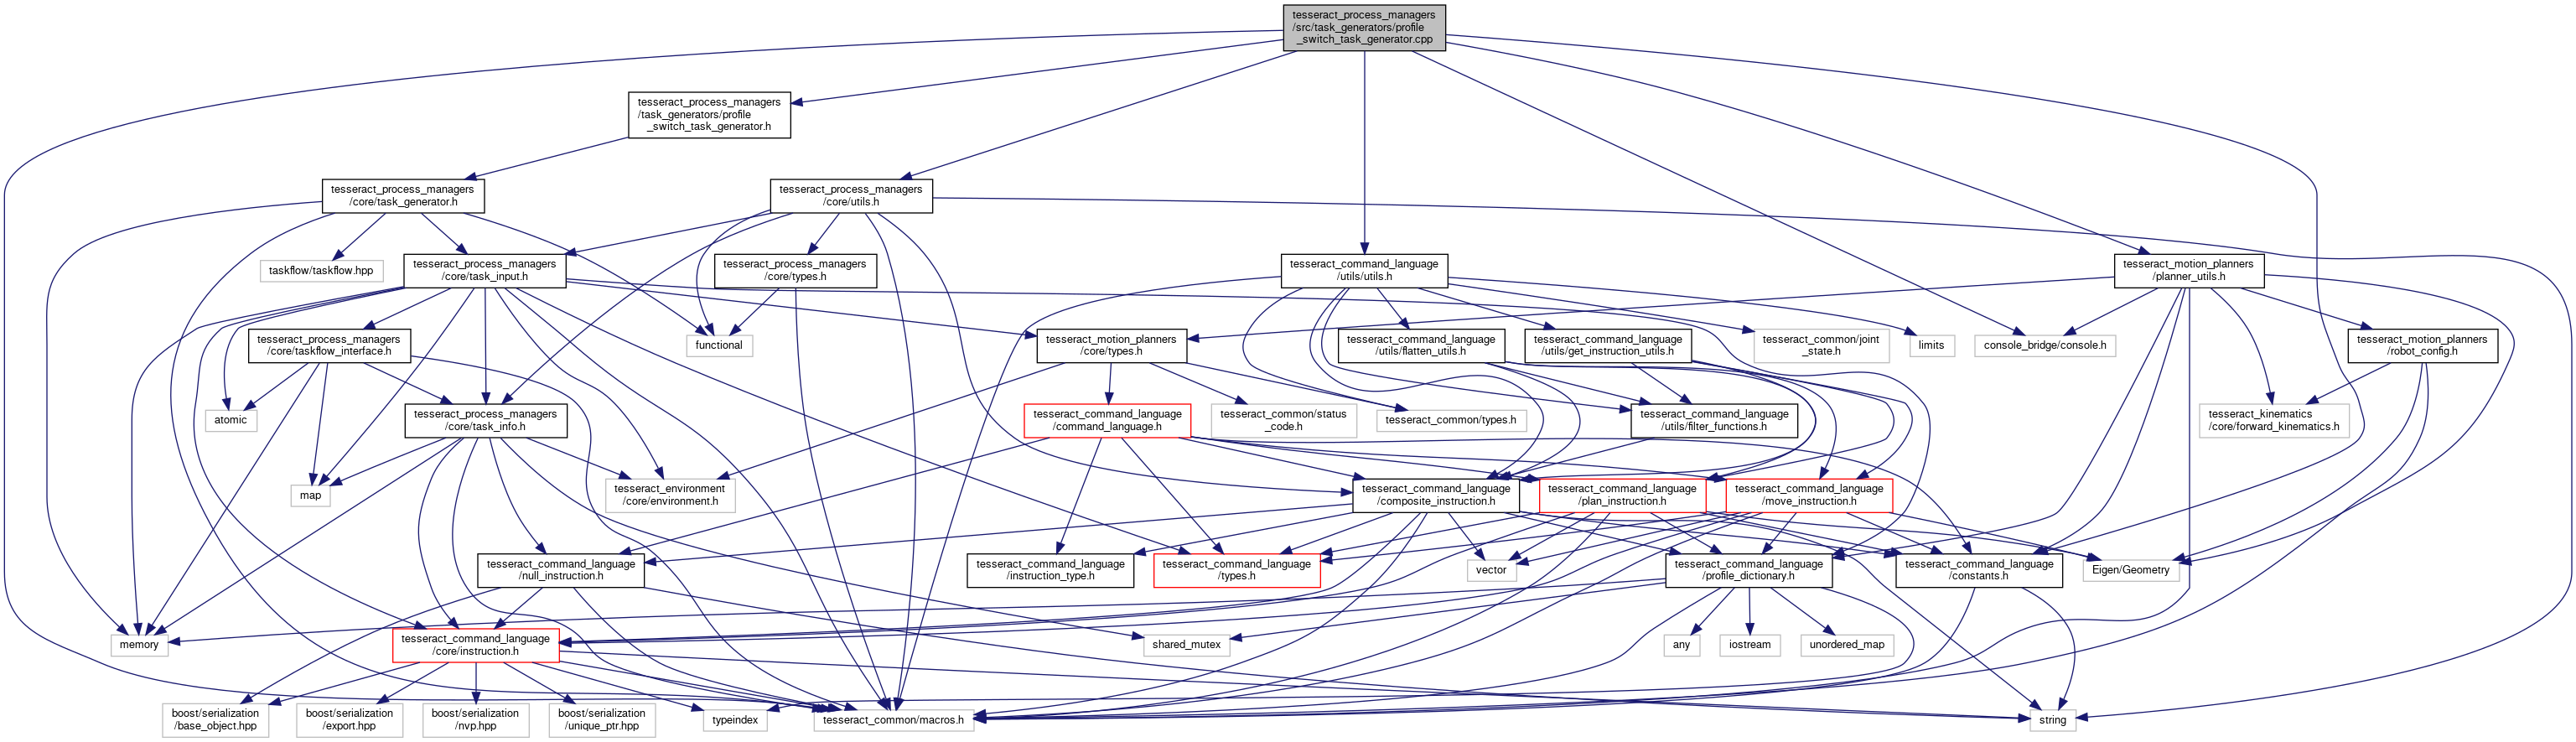 tesseract_process_managers
/src/task_generators/profile
_switch_task_generator.cpp
tesseract_process_managers
/task_generators/profile
_switch_task_generator.h
tesseract_process_managers
/core/task_generator.h
tesseract_process_managers
/core/utils.h
taskflow/taskflow.hpp
tesseract_process_managers
/core/task_input.h
tesseract_process_managers
/core/types.h
tesseract_command_language
/utils/utils.h
tesseract_motion_planners
/planner_utils.h
tesseract_process_managers
/core/taskflow_interface.h
functional
tesseract_motion_planners
/core/types.h
tesseract_command_language
/utils/flatten_utils.h
tesseract_command_language
/utils/get_instruction_utils.h
tesseract_common/joint
_state.h
limits
console_bridge/console.h
tesseract_motion_planners
/robot_config.h
atomic
tesseract_process_managers
/core/task_info.h
tesseract_command_language
/command_language.h
tesseract_common/status
_code.h
tesseract_common/types.h
tesseract_command_language
/utils/filter_functions.h
tesseract_kinematics
/core/forward_kinematics.h
map
tesseract_environment
/core/environment.h
tesseract_command_language
/composite_instruction.h
tesseract_command_language
/plan_instruction.h
tesseract_command_language
/move_instruction.h
tesseract_command_language
/null_instruction.h
tesseract_command_language
/instruction_type.h
tesseract_command_language
/types.h
vector
tesseract_command_language
/profile_dictionary.h
tesseract_command_language
/constants.h
Eigen/Geometry
memory
tesseract_command_language
/core/instruction.h
shared_mutex
any
iostream
unordered_map
boost/serialization
/base_object.hpp
boost/serialization
/export.hpp
boost/serialization
/nvp.hpp
boost/serialization
/unique_ptr.hpp
typeindex
tesseract_common/macros.h
string